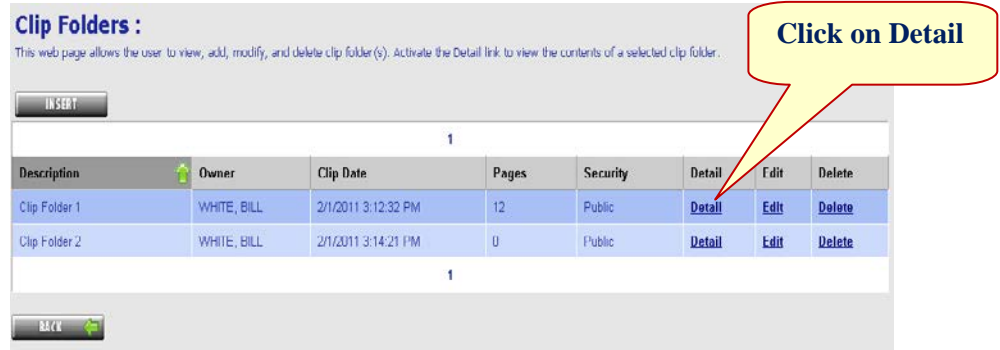 Clip Folders :
Click on Detail
This web page allows the user to view, add, modify, and delete clip folder(s). Activate the Detail link to view the contents of a selected clip folder.
INSERT
1
Description Owner Clip Date Pages Security Detail Edit Delete
Clip Folder 1 WHITE, BILL 2/1/2011 3:12:32 PM 12 Public Detail Edit Delete
Clip Folder 2 WHITE, BILL 2/1/2011 3:14:21 PM 0 Public Detail Edit Delete
1
BACK